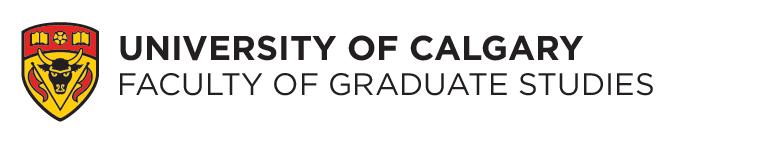 UNIVERSITY OF CALGARY
FACULTY OF GRADUATE STUDIES